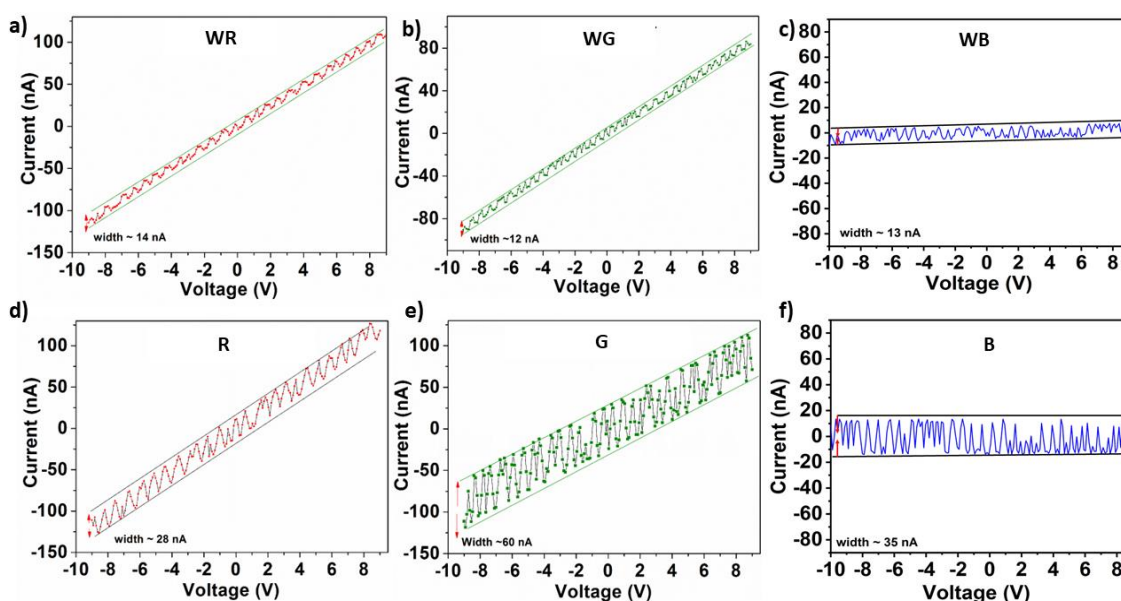 a)
WR
100
50
0
-50
-100
-150
Current (nA)
width ~ 14 nA
-10 -8 -6 -4 -2 0 2 4 6 8
Voltage (V)
b)
WG
80
40
0
-40
-80
Current (nA)
width ~12 nA
-10 -8 -6 -4 -2 0 2 4 6 8
Voltage (V)
c)
WB
80
60
40
20
0
-20
-40
-60
-80
Current (nA)
width ~ 13 nA
-10 -8 -6 -4 -2 0 2 4 6 8
Voltage (V)
d)
R
125
100
75
50
25
0
-25
-50
-75
-100
-125
-150
Current (nA)
width ~ 28 nA
-10 -8 -6 -4 -2 0 2 4 6 8
Voltage (V)
e)
G
100
50
0
-50
-100
-150
Current (nA)
Width ~60 nA
-10 -8 -6 -4 -2 0 2 4 6 8
Voltage (V)
f)
B
80
60
40
20
0
-20
-40
-60
-80
Current (nA)
width ~ 35 nA
-10 -8 -6 -4 -2 0 2 4 6 8
Voltage (V)